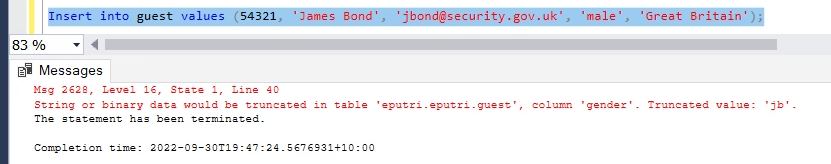 Insert into guest values (54321, 'James Bond', 'jbond@security.gov.uk', 'male', 'Great Britain');
83 %
Messages
Msg 2628, Level 16, State 1, Line 40
String or binary data would be truncated in table 'eputri.eputri.guest', column 'gender'. Truncated value: 'jb'.
The statement has been terminated.
Completion time: 2022-09-30T19:47:24.5676931+10:00